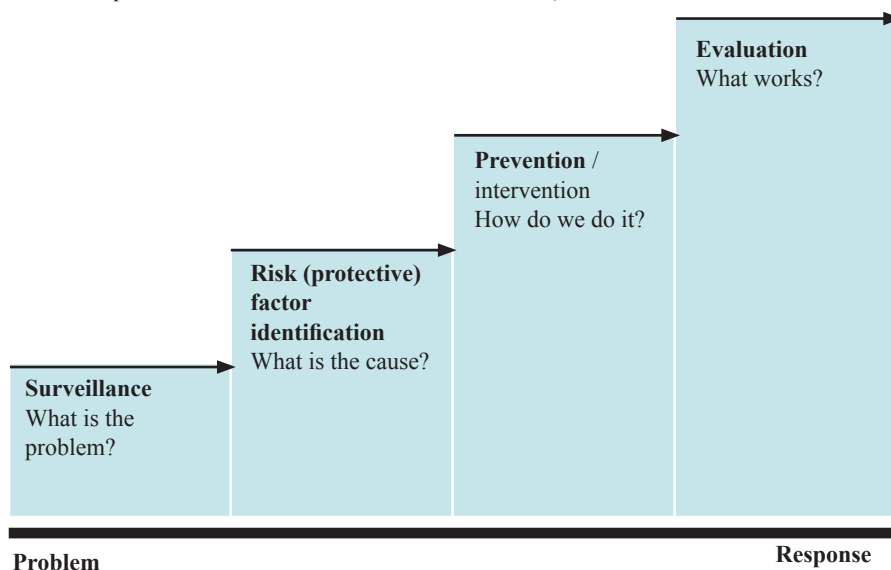 Evaluation
What works?
Prevention /
intervention
How do we do it?
Risk (protective)
factor
identification
What is the cause?
Surveillance
What is the
problem?
Problem
Response